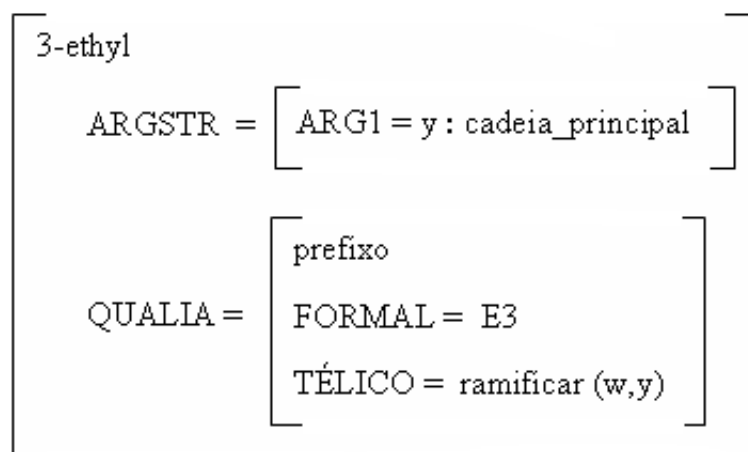 3-ethyl
ARGSTR = ARG1 = y : cadeia_principal
prefixo
QUALIA = FORMAL = E3
TÉLICO = ramificar (w,y)